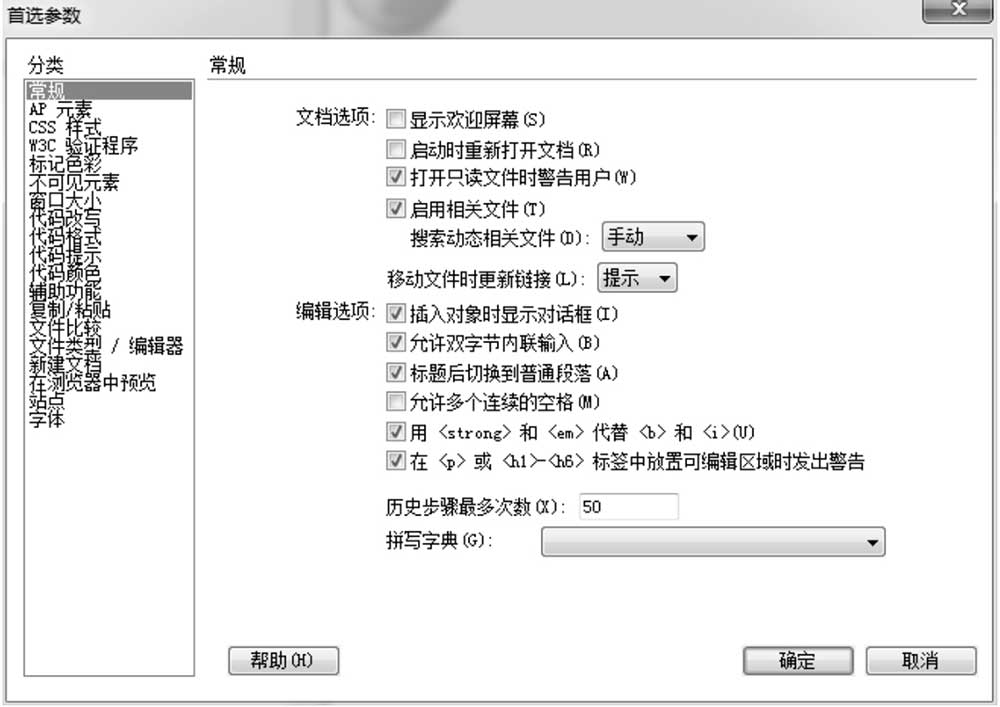 首选参数
分类
常规
AP 元素
CSS 样式
W3C 验证程序
标记色彩
不可见元素
窗口大小
代码改写
代码格式
代码提示
代码颜色
辅助功能
复制/粘贴
文件比较
文件类型 / 编辑器
新建文档
在浏览器中预览
站点
字体
常规
文档选项: 显示欢迎屏幕(S)
启动时重新打开文档(R)
打开只读文件时警告用户(W)
启用相关文件(T)
搜索动态相关文件(D): 手动
移动文件时更新链接(L): 提示
编辑选项: 插入对象时显示对话框(I)
允许双字节内联输入(B)
标题后切换到普通段落(A)
允许多个连续的空格(M)
用 <strong> 和 <em> 代替 <b> 和 <i>(U)
在 <p> 或 <h1>-<h6> 标签中放置可编辑区域时发出警告
历史步骤最多次数(X): 50
拼写字典(G):
帮助(H) 确定 取消